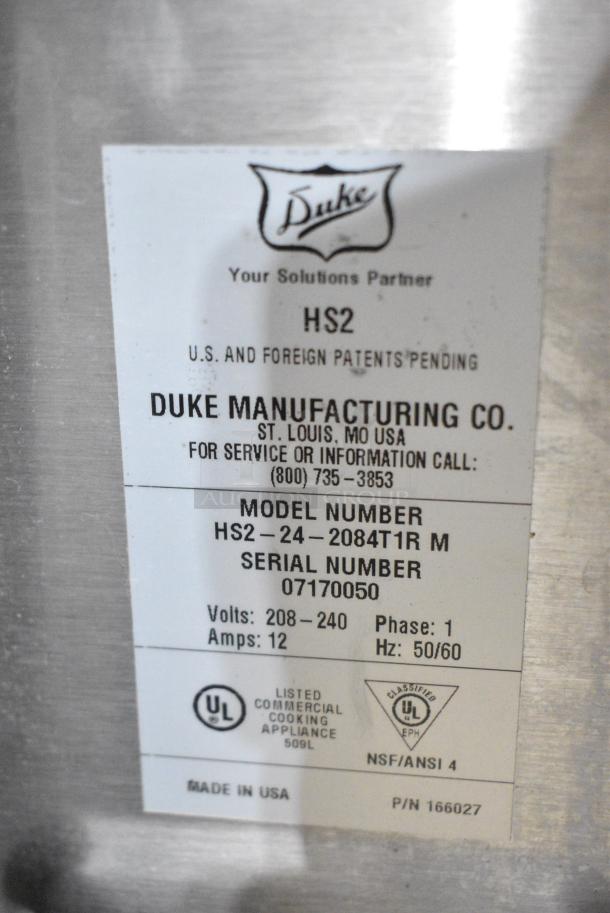 Duke
Your Solutions Partner
HS2
U.S. AND FOREIGN PATENTS PENDING
DUKE MANUFACTURING CO.
ST. LOUIS, MO USA
FOR SERVICE OR INFORMATION CALL:
(800) 735-3853
AUCTION GROUP
MODEL NUMBER
HS2-24-2084T1R M
SERIAL NUMBER
07170050
Volts: 208-240 Phase: 1
Amps: 12 Hz: 50/60
UL
LISTED
COMMERCIAL
COOKING
APPLIANCE
509L
CLASSIFIED
UL
EPH
NSF/ANSI 4
MADE IN USA
P/N 166027